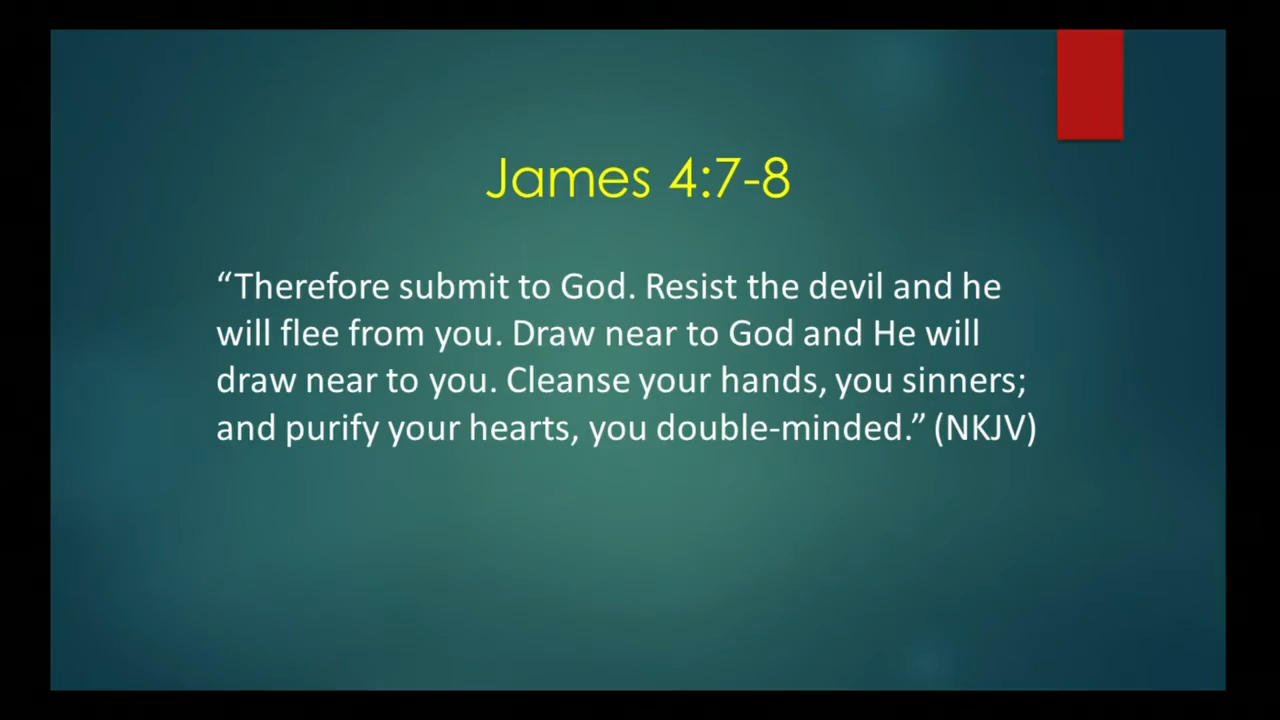 James 4:7-8
“Therefore submit to God. Resist the devil and he
will flee from you. Draw near to God and He will
draw near to you. Cleanse your hands, you sinners;
and purify your hearts, you double-minded.” (NKJV)